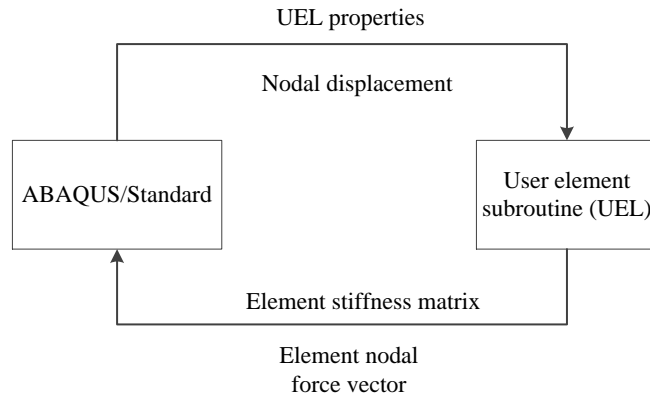 UEL properties
Nodal displacement
ABAQUS/Standard
User element
subroutine (UEL)
Element stiffness matrix
Element nodal
force vector